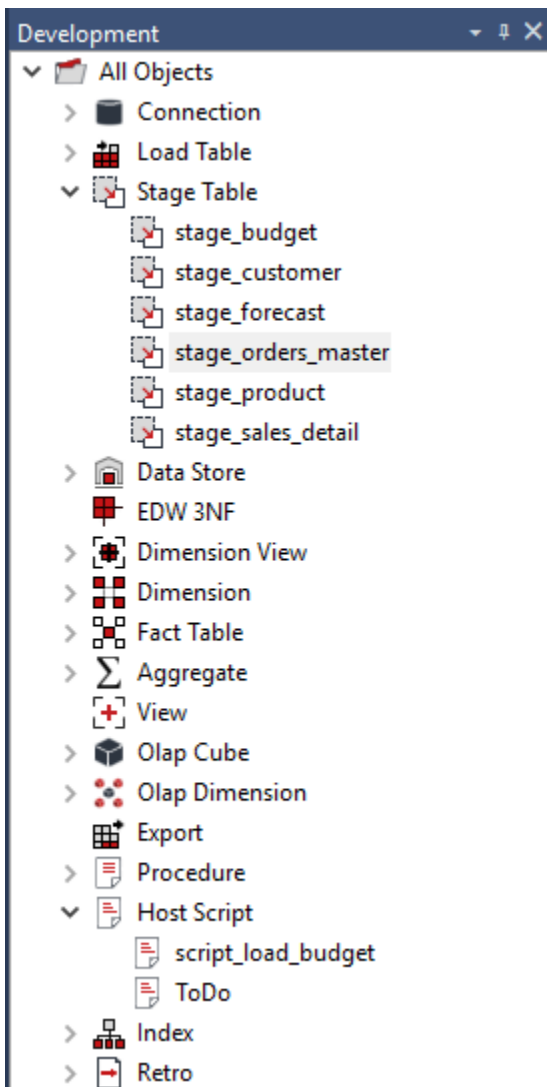 Development
All Objects
Connection
Load Table
Stage Table
stage_budget
stage_customer
stage_forecast
stage_orders_master
stage_product
stage_sales_detail
Data Store
EDW 3NF
Dimension View
Dimension
Fact Table
Aggregate
View
Olap Cube
Olap Dimension
Export
Procedure
Host Script
script_load_budget
ToDo
Index
Retro